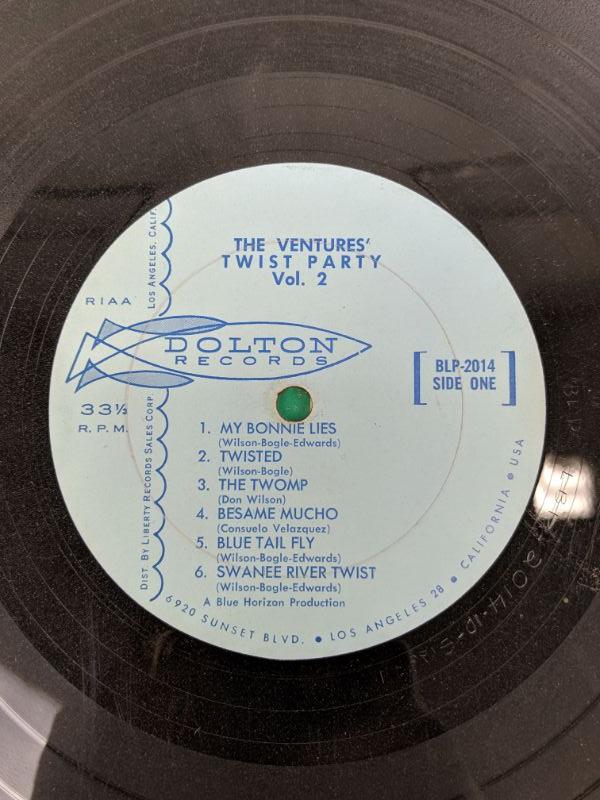 THE VENTURES'
TWIST PARTY
Vol. 2
RIAA
DOLTON
RECORDS
33⅓
R.P.M.
[BLP-2014
SIDE ONE]
1. MY BONNIE LIES
(Wilson-Bogle-Edwards)
2. TWISTED
(Wilson-Bogle)
3. THE TWOMP
(Don Wilson)
4. BESAME MUCHO
(Consuelo Velazquez)
5. BLUE TAIL FLY
(Wilson-Bogle-Edwards)
6. SWANEE RIVER TWIST
(Wilson-Bogle-Edwards)
A Blue Horizon Production
DIST. BY LIBERTY RECORDS SALES CORP.
LOS ANGELES, CALIF.
6920 SUNSET BLVD. • LOS ANGELES 28 • CALIFORNIA • USA